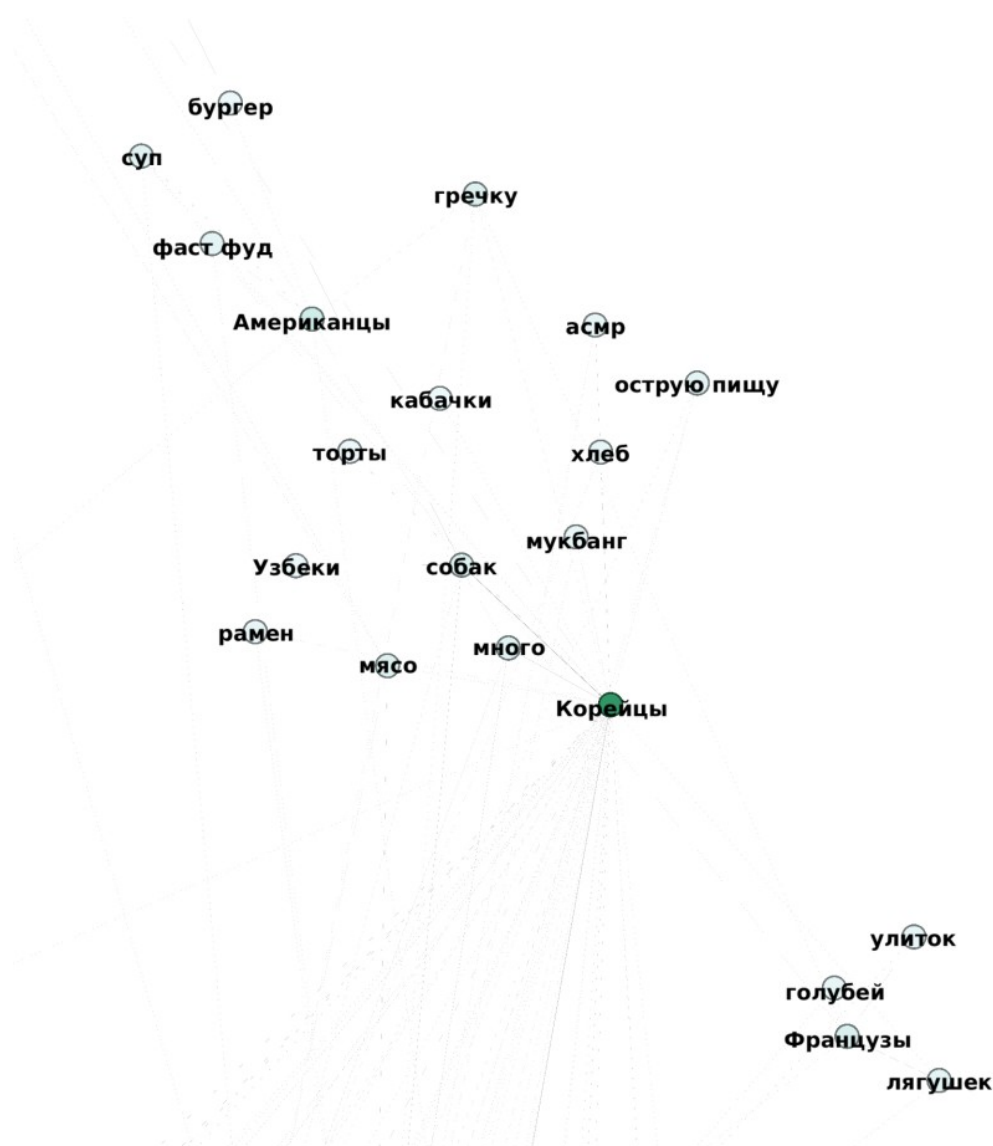 бургер
суп
гречку
фаст фуд
Американцы
асмр
острую пищу
кабачки
торты
хлеб
мукбанг
Узбеки
собак
рамен
много
мясо
Корейцы
улиток
голубей
Французы
лягушек